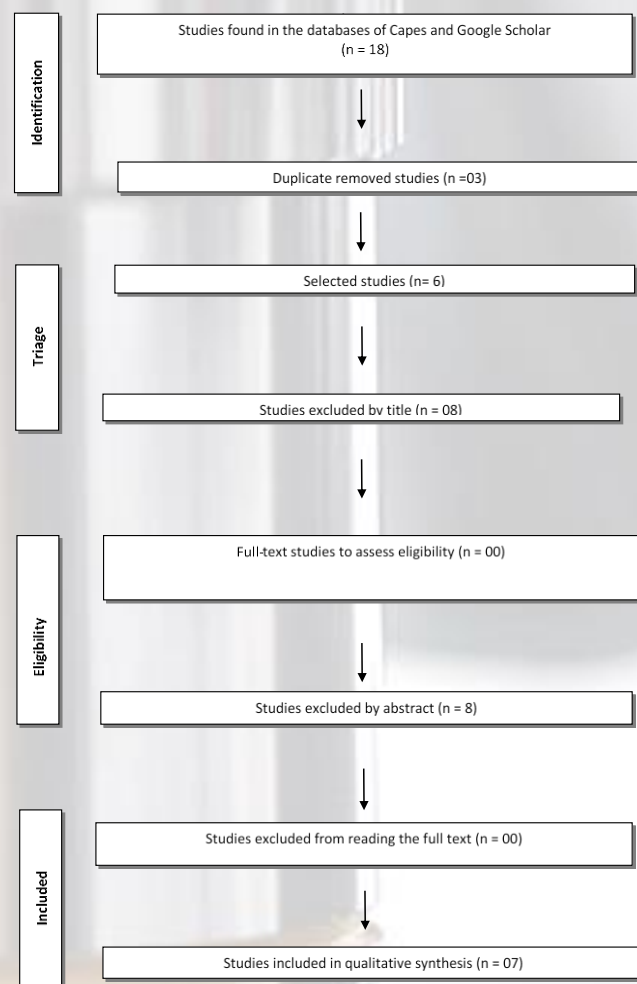 Identification
Studies found in the databases of Capes and Google Scholar
(n = 18)
Duplicate removed studies (n =03)
Triage
Selected studies (n= 6)
Studies excluded by title (n = 08)
Eligibility
Full-text studies to assess eligibility (n = 00)
Studies excluded by abstract (n = 8)
Included
Studies excluded from reading the full text (n = 00)
Studies included in qualitative synthesis (n = 07)